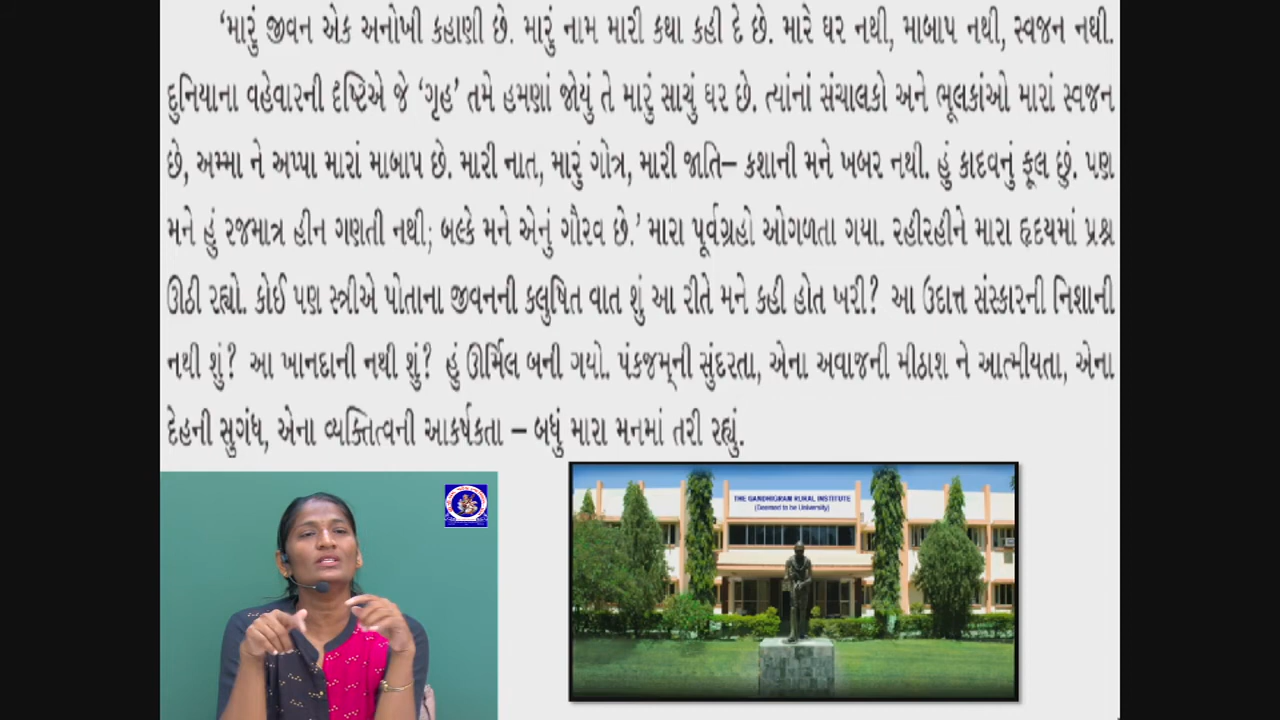 ‘મારું જીવન એક અનોખી કહાણી છે. મારું નામ મારી કથા કહી દે છે. મારે ઘર નથી, માબાપ નથી, સ્વજન નથી.
દુનિયાના વહેવારની દૃષ્ટિએ જે ‘ગૃહ’ તમે હમણાં જોયું તે મારું સાચું ઘર છે. ત્યાંનાં સંચાલકો અને ભૂલકાંઓ મારાં સ્વજન
છે, અમ્મા ને અપ્પા મારાં માબાપ છે. મારી નાત, મારું ગોત્ર, મારી જાતિ– કશાની મને ખબર નથી. હું કાદવનું ફૂલ છું. પણ
મને હું રજમાત્ર હીન ગણતી નથી; બલ્કે મને એનું ગૌરવ છે.’ મારા પૂર્વગ્રહો ઓગળતા ગયા. રહીરહીને મારા હૃદયમાં પ્રશ્ન
ઊઠી રહ્યો. કોઈ પણ સ્ત્રીએ પોતાના જીવનની કલુષિત વાત શું આ રીતે મને કહી હોત ખરી? આ ઉદાત્ત સંસ્કારની નિશાની
નથી શું? આ ખાનદાની નથી શું? હું ઊર્મિલ બની ગયો. પંકજમ્‌ની સુંદરતા, એના અવાજની મીઠાશ ને આત્મીયતા, એના
દેહની સુગંધ, એના વ્યક્તિત્વની આકર્ષકતા – બધું મારા મનમાં તરી રહ્યું.
THE GANDHIGRAM RURAL INSTITUTE
(Deemed to be University)